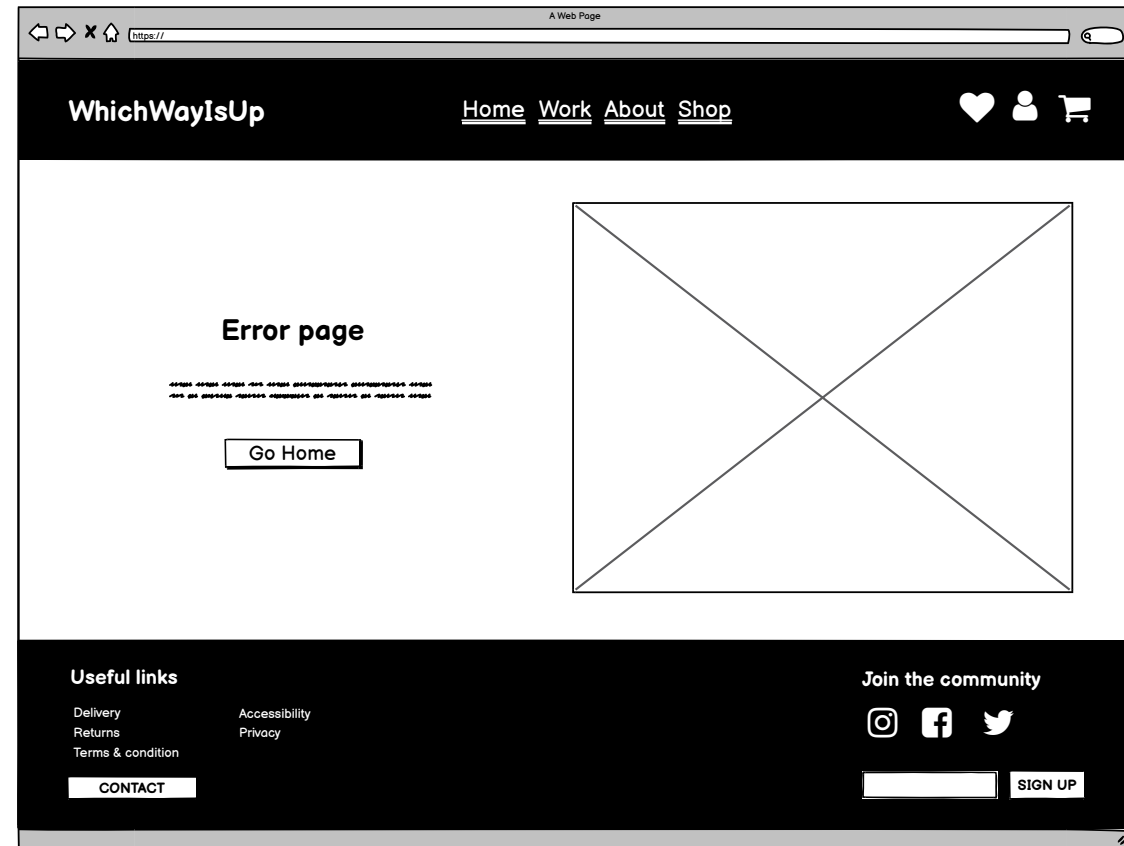 A Web Page
https://
WhichWayIsUp
Home Work About Shop
Error page
Go Home
Useful links
Delivery
Returns
Terms & condition
Accessibility
Privacy
CONTACT
Join the community
SIGN UP